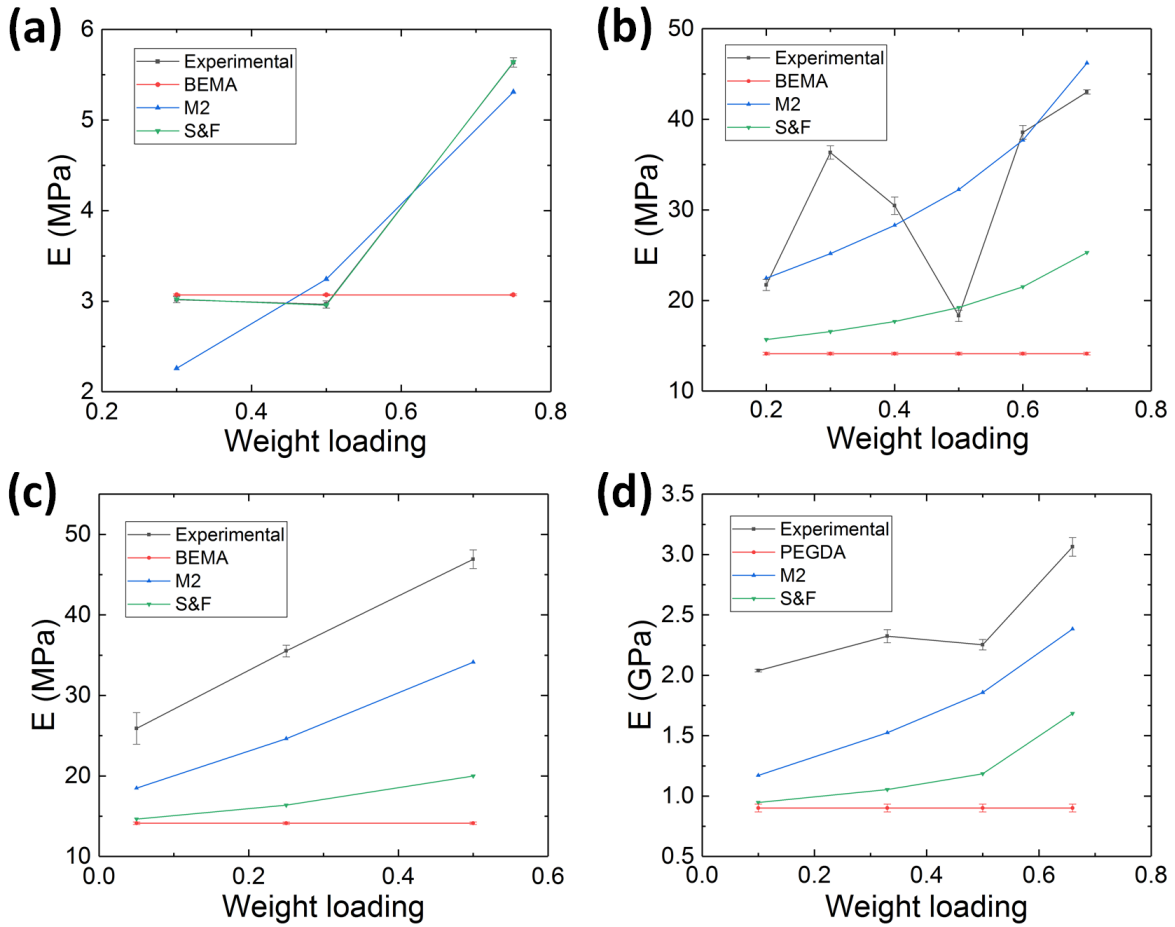 (a)
6
5
4
3
2
E (MPa)
Experimental
BEMA
M2
S&F
0.2
0.4
0.6
0.8
Weight loading
(b)
50
40
30
20
10
E (MPa)
Experimental
BEMA
M2
S&F
0.2
0.4
0.6
0.8
Weight loading
(c)
50
40
30
20
10
E (MPa)
Experimental
BEMA
M2
S&F
0.0
0.2
0.4
0.6
Weight loading
(d)
3.5
3.0
2.5
2.0
1.5
1.0
0.5
E (GPa)
Experimental
PEGDA
M2
S&F
0.0
0.2
0.4
0.6
0.8
Weight loading